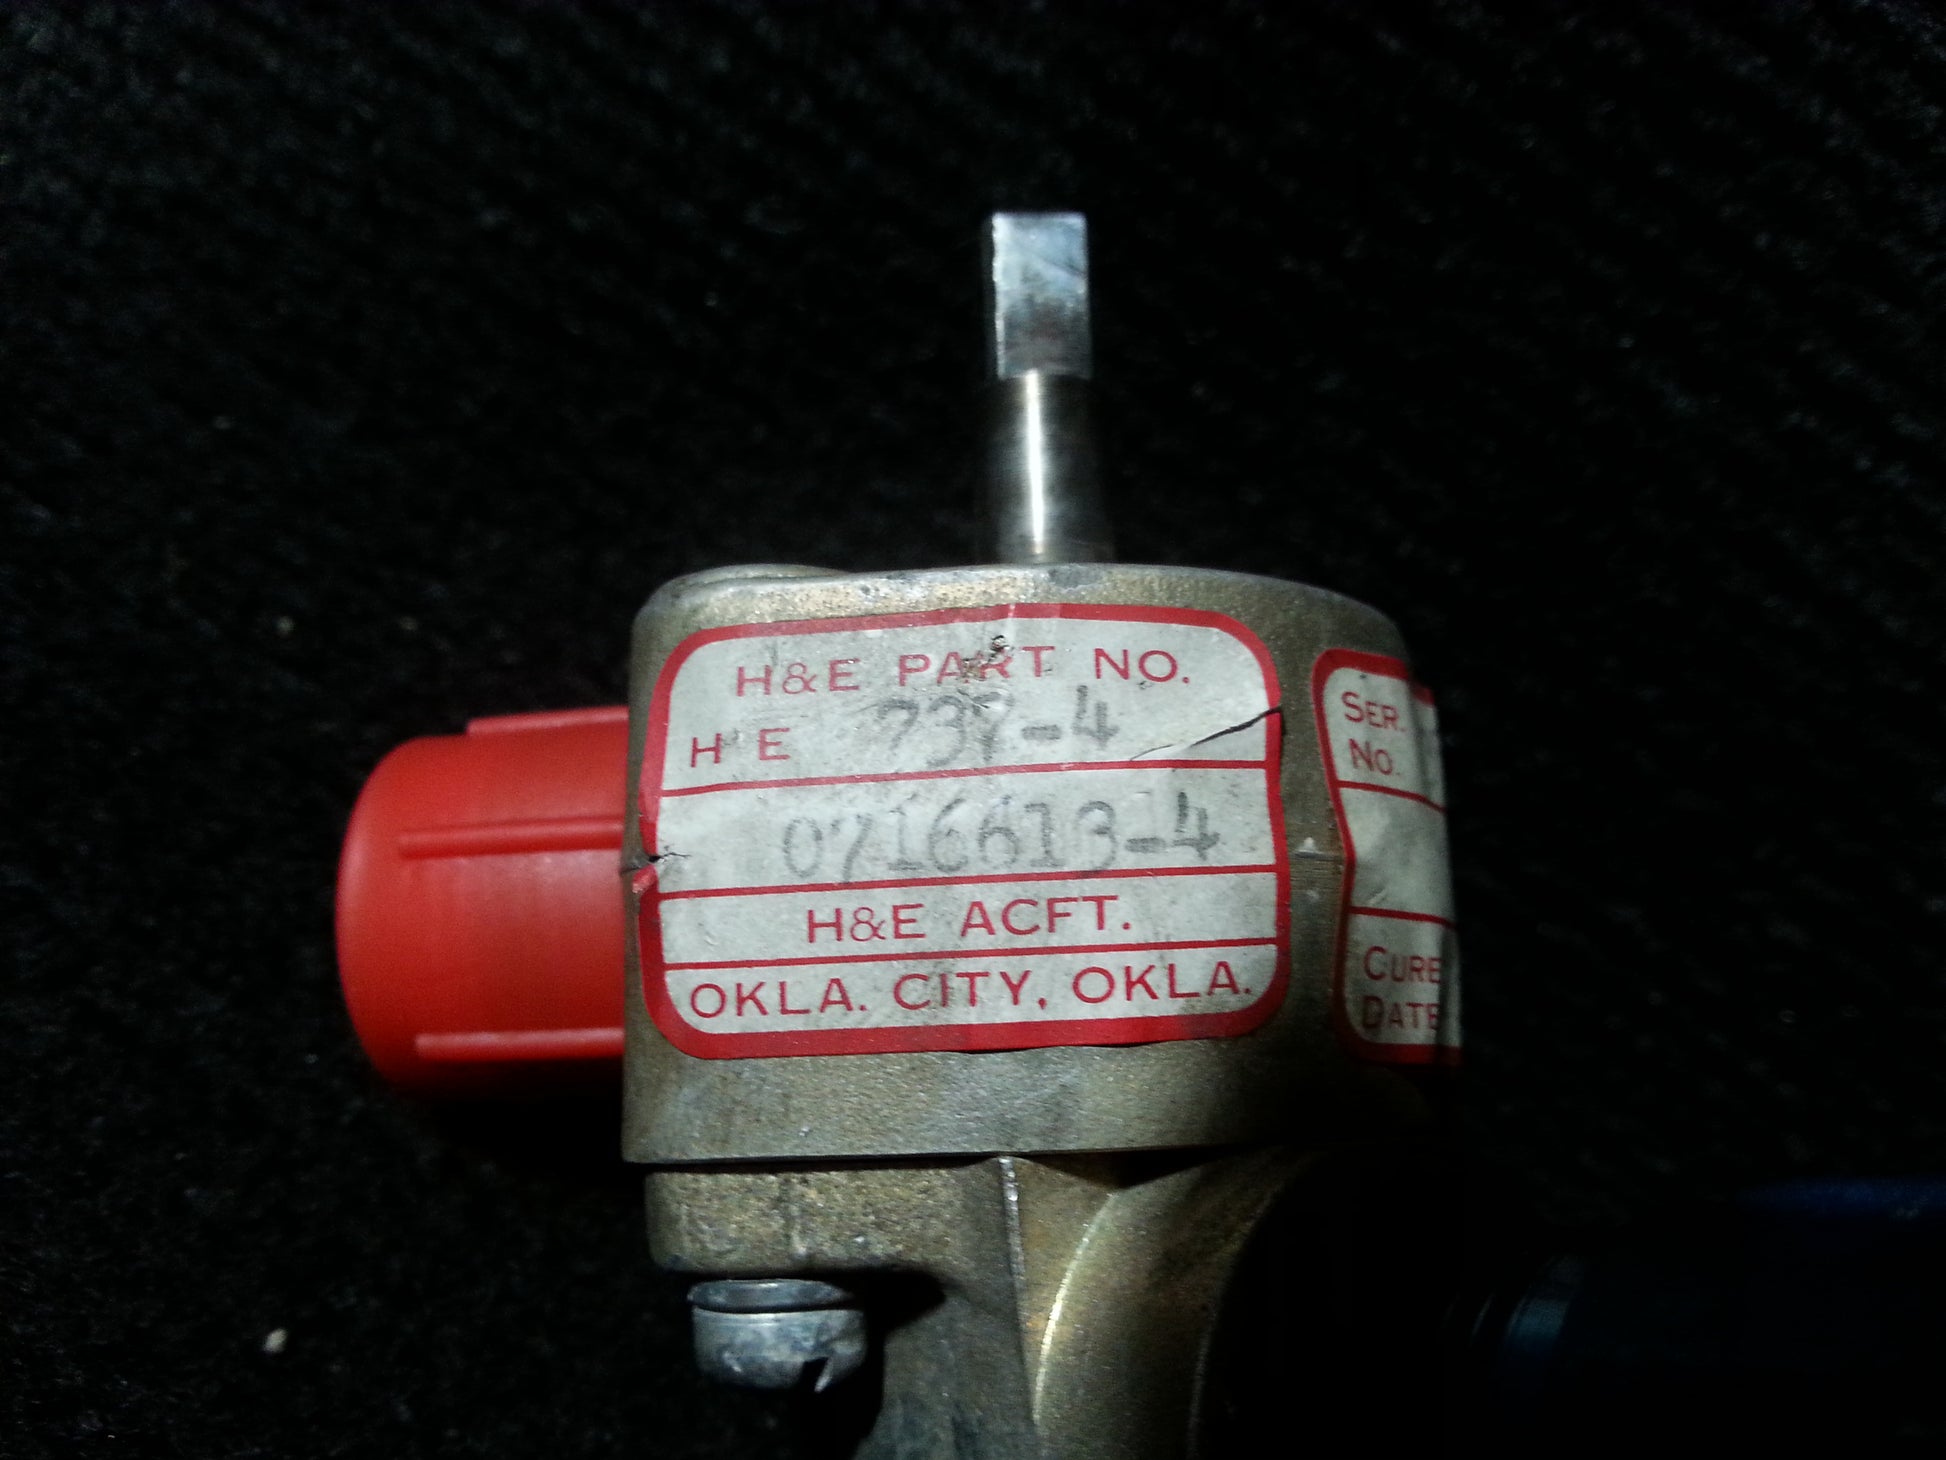 H&E PART NO.
H E 737-4
0716613-4
H&E ACFT.
OKLA. CITY, OKLA.
SER.
NO.
CURE
DATE